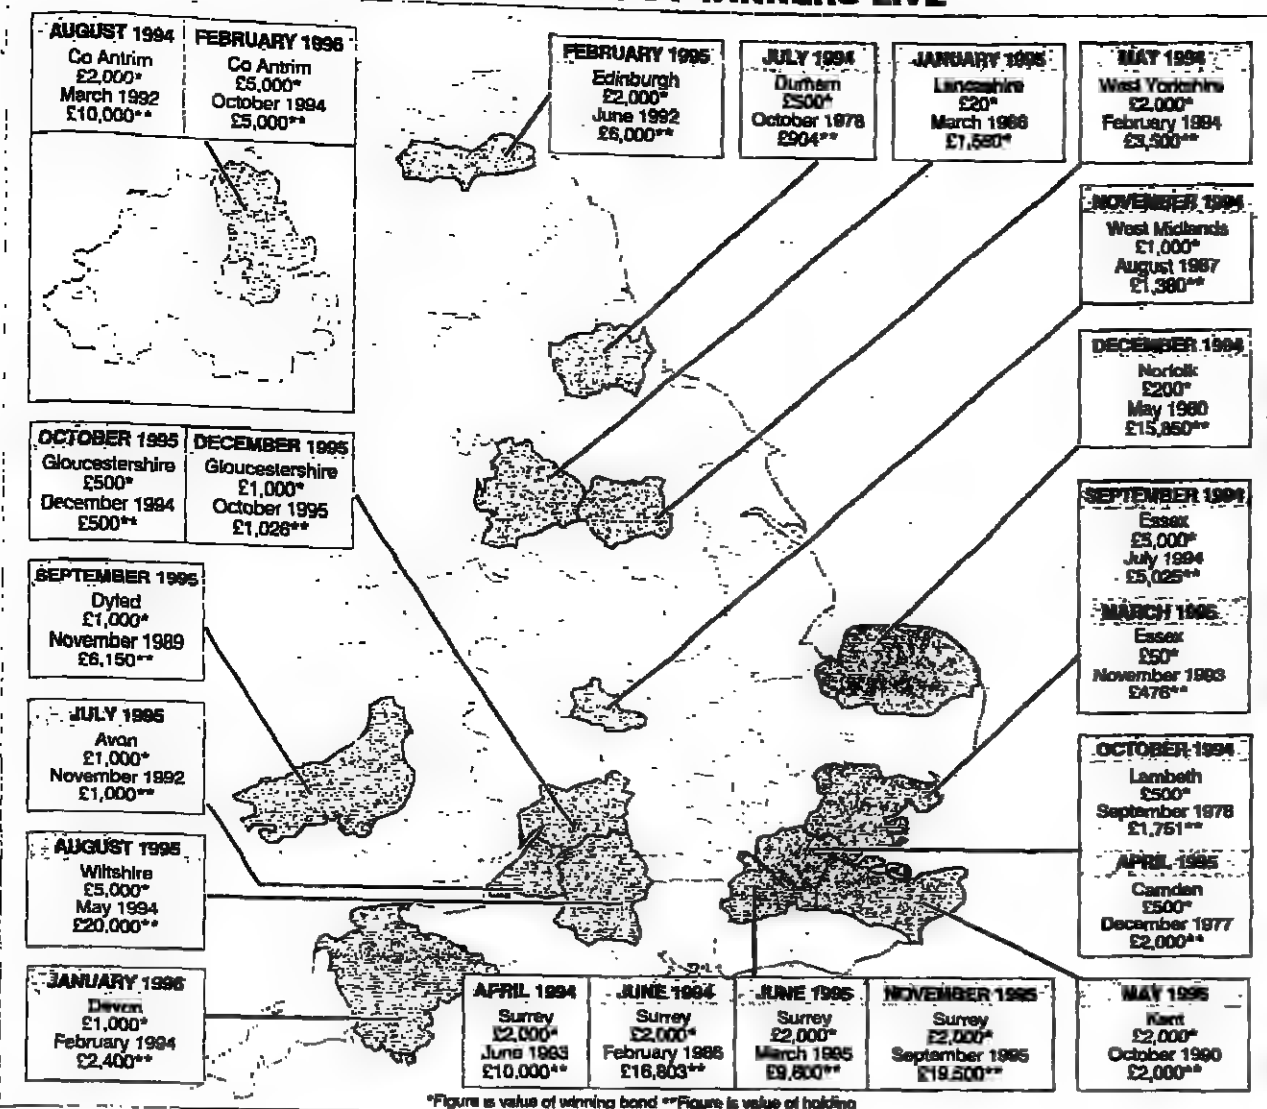 WINNERS LIVE
AUGUST 1994
Co Antrim
£2,000*
March 1992
£10,000**
FEBRUARY 1996
Co Antrim
£5,000*
October 1994
£5,000**
FEBRUARY 1995
Edinburgh
£2,000*
June 1992
£6,000**
JULY 1994
Durham
£500*
October 1978
£904**
JANUARY 1995
Lancashire
£20*
March 1966
MAY 1994
West Yorkshire
£2,000*
February 1994
£3,500**
NOVEMBER 1994
West Midlands
£1,000*
August 1967
£1,380**
DECEMBER 1994
Norfolk
£200*
May 1980
£15,850**
SEPTEMBER 1994
Essex
£5,000*
July 1994
£5,025**
MARCH 1995
Essex
£50*
November 1993
£476**
OCTOBER 1994
Lambeth
£500*
September 1978
£1,751**
APRIL 1995
Camden
£500*
December 1977
£2,000**
OCTOBER 1995
Gloucestershire
£500*
December 1994
£500**
DECEMBER 1995
Gloucestershire
£1,000*
October 1995
£1,026**
SEPTEMBER 1995
Dyfed
£1,000*
November 1989
£6,150**
JULY 1995
Avon
£1,000*
November 1992
£1,000**
AUGUST 1995
Wiltshire
£5,000*
May 1994
£20,000**
JANUARY 1996
Devon
£1,000*
February 1994
£2,400**
APRIL 1994
Surrey
£2,000*
June 1993
£10,000**
JUNE 1994
Surrey
£2,000*
February 1986
£16,803**
JUNE 1995
Surrey
£2,000*
March 1995
£9,600**
NOVEMBER 1995
Surrey
£2,000*
September 1995
£19,500**
MAY 1995
Kent
£2,000*
October 1990
£2,000**
*Figure is value of winning bond **Figure is value of holding